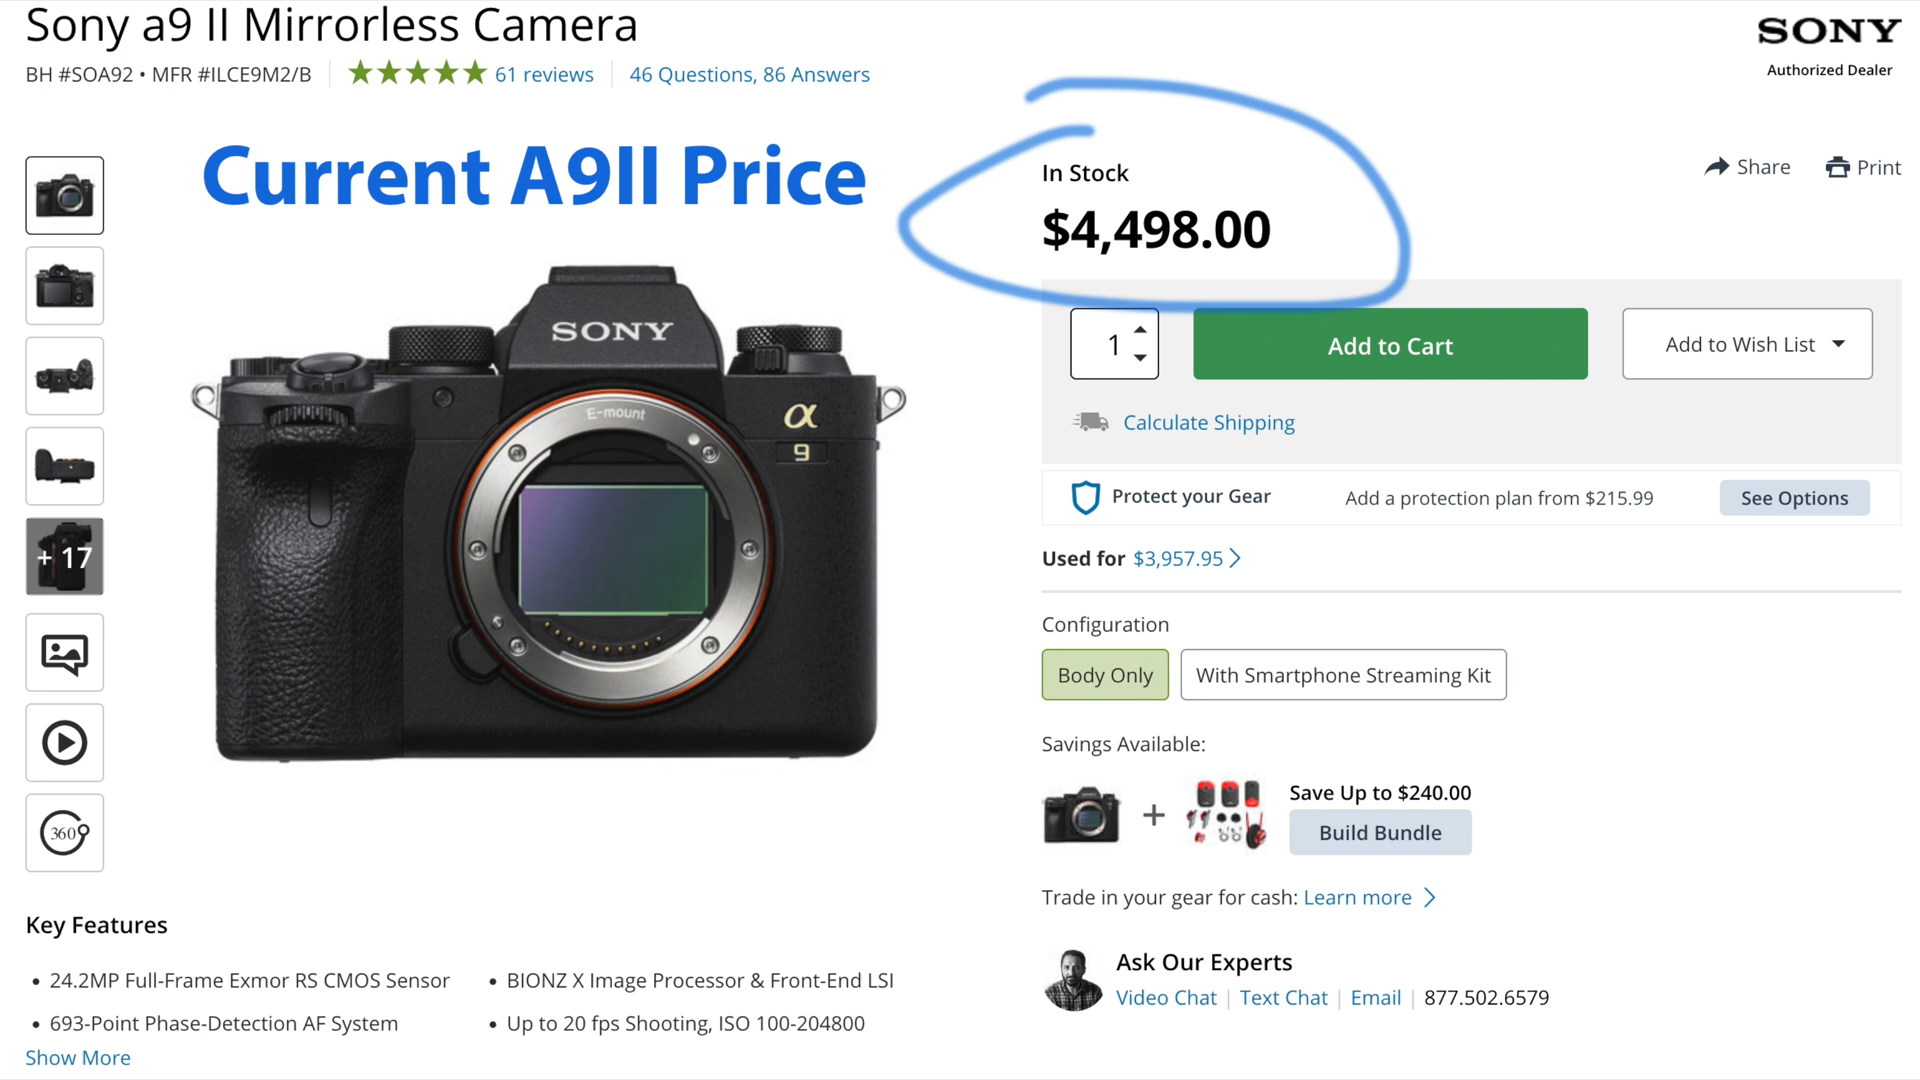 Sony a9 II Mirrorless Camera
BH #SOA92 • MFR #ILCE9M2/B
61 reviews
46 Questions, 86 Answers
SONY
Authorized Dealer
Share
Print
Current A9II Price
In Stock
$4,498.00
1
Add to Cart
Add to Wish List
Calculate Shipping
Protect your Gear
Add a protection plan from $215.99
See Options
Used for $3,957.95
Configuration
Body Only
With Smartphone Streaming Kit
Savings Available:
+
Save Up to $240.00
Build Bundle
Trade in your gear for cash: Learn more
Ask Our Experts
Video Chat | Text Chat | Email | 877.502.6579
SONY
E-mount
α
9
+ 17
360
Key Features
• 24.2MP Full-Frame Exmor RS CMOS Sensor
• 693-Point Phase-Detection AF System
• BIONZ X Image Processor & Front-End LSI
• Up to 20 fps Shooting, ISO 100-204800
Show More